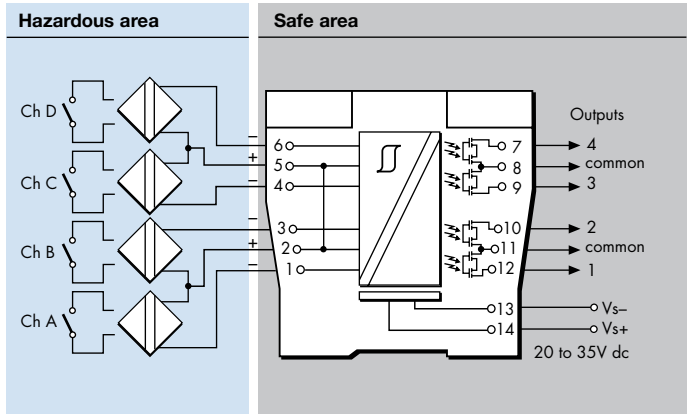 Hazardous area
Safe area
Ch D
Ch C
Ch B
Ch A
–
+
–
–
+
–
6
5
4
3
2
1
7
8
9
10
11
12
13
14
Outputs
4
common
3
2
common
1
Vs–
Vs+
20 to 35V dc